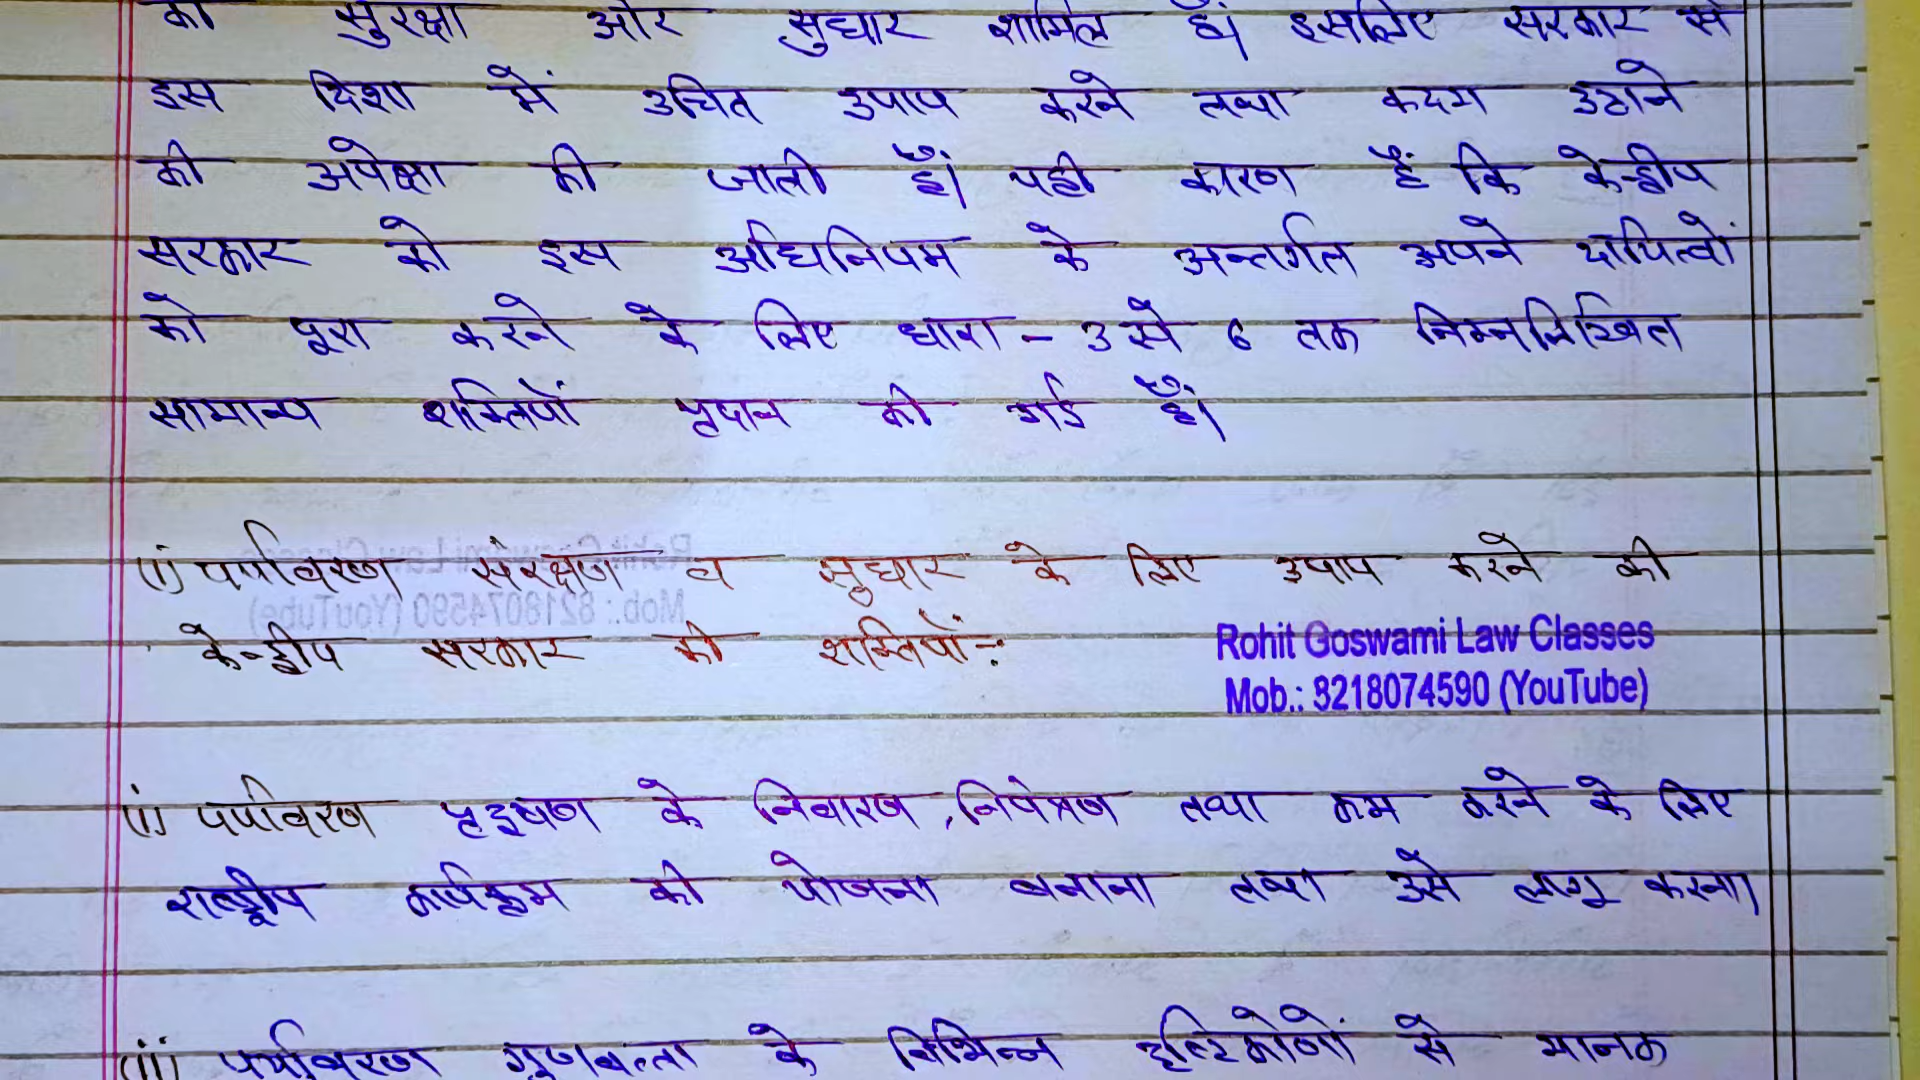 की सुरक्षा और सुधार शामिल हैं। इसलिए सरकार से
इस दिशा में उचित उपाय करने तथा कदम उठाने
की अपेक्षा की जाती हैं। यही कारण हैं कि केन्द्रीय
सरकार को इस अधिनियम के अन्तर्गत अपने दायित्वों
को पूरा करने के लिए धारा - 3 से 6 तक निम्नलिखित
सामान्य शक्तियाँ प्रदान की गई हैं।
(i) पर्यावरण संरक्षण व सुधार के लिए उपाय करने की
केन्द्रीय सरकार की शक्तियाँ:-
Rohit Goswami Law Classes
Mob.: 8218074590 (YouTube)
(i) पर्यावरण प्रदूषण के निवारण, नियंत्रण तथा कम करने के लिए
राष्ट्रीय कार्यक्रम की योजना बनाना तथा उसे लागू करना।
(ii) पर्यावरण गुणवत्ता के विभिन्न दृष्टिकोणों से मानक